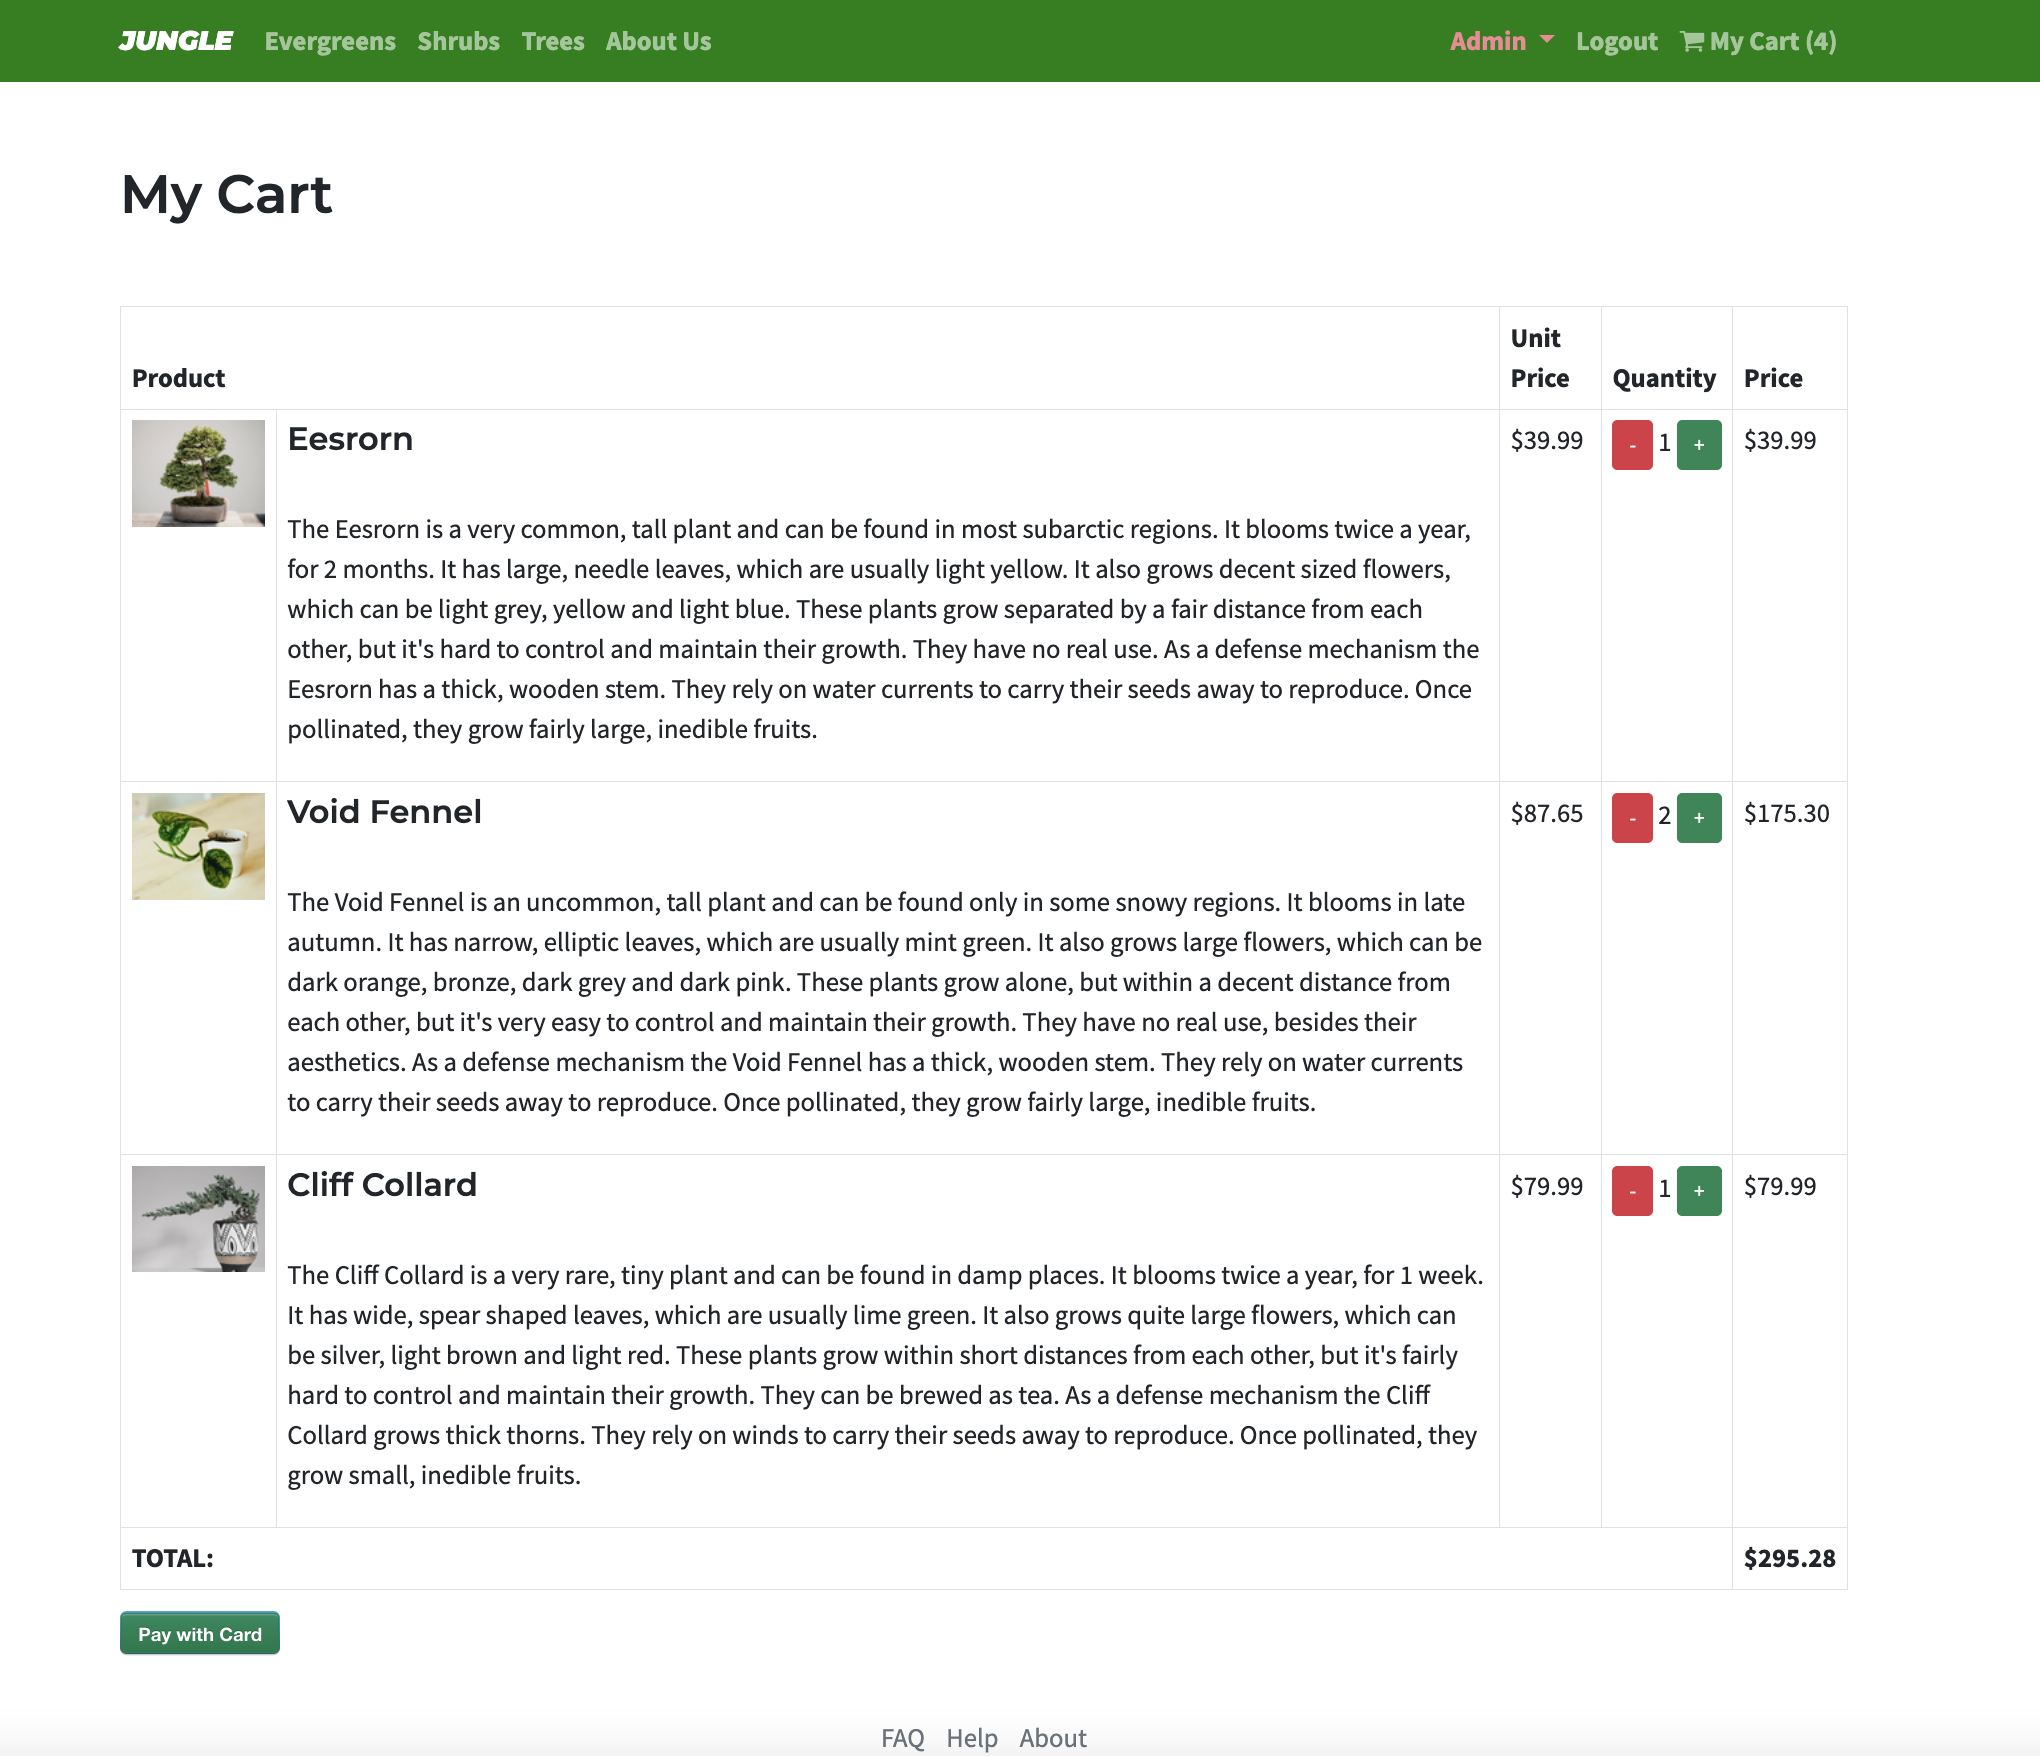 JUNGLE Evergreens Shrubs Trees About Us Admin Logout My Cart (4)
My Cart
Product Unit Price Quantity Price
Eesrorn $39.99 - 1 + $39.99
The Eesrorn is a very common, tall plant and can be found in most subarctic regions. It blooms twice a year,
for 2 months. It has large, needle leaves, which are usually light yellow. It also grows decent sized flowers,
which can be light grey, yellow and light blue. These plants grow separated by a fair distance from each
other, but it's hard to control and maintain their growth. They have no real use. As a defense mechanism the
Eesrorn has a thick, wooden stem. They rely on water currents to carry their seeds away to reproduce. Once
pollinated, they grow fairly large, inedible fruits.
Void Fennel $87.65 - 2 + $175.30
The Void Fennel is an uncommon, tall plant and can be found only in some snowy regions. It blooms in late
autumn. It has narrow, elliptic leaves, which are usually mint green. It also grows large flowers, which can be
dark orange, bronze, dark grey and dark pink. These plants grow alone, but within a decent distance from
each other, but it's very easy to control and maintain their growth. They have no real use, besides their
aesthetics. As a defense mechanism the Void Fennel has a thick, wooden stem. They rely on water currents
to carry their seeds away to reproduce. Once pollinated, they grow fairly large, inedible fruits.
Cliff Collard $79.99 - 1 + $79.99
The Cliff Collard is a very rare, tiny plant and can be found in damp places. It blooms twice a year, for 1 week.
It has wide, spear shaped leaves, which are usually lime green. It also grows quite large flowers, which can
be silver, light brown and light red. These plants grow within short distances from each other, but it's fairly
hard to control and maintain their growth. They can be brewed as tea. As a defense mechanism the Cliff
Collard grows thick thorns. They rely on winds to carry their seeds away to reproduce. Once pollinated, they
grow small, inedible fruits.
TOTAL: $295.28
Pay with Card
FAQ Help About